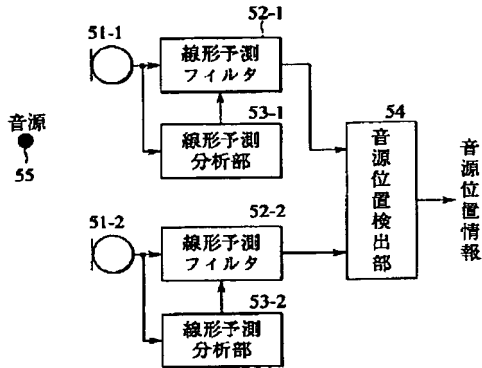 52-1
51-1
線形予測
フィルタ
53-1
線形予測
分析部
音源
55
54
音源位置検出部
音源位置情報
52-2
51-2
線形予測
フィルタ
53-2
線形予測
分析部